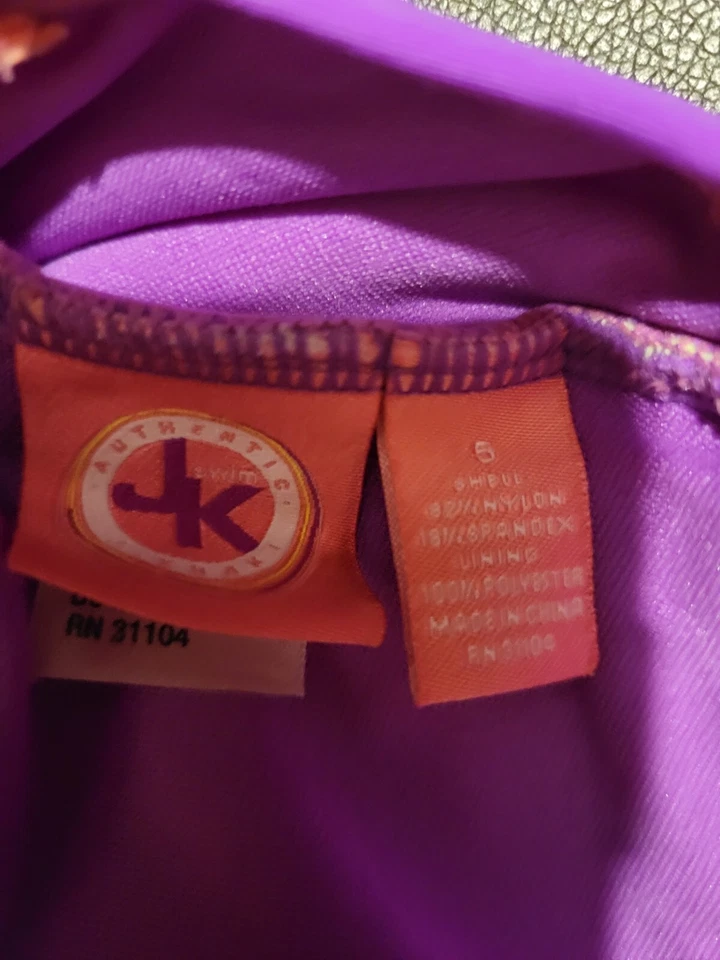 AUTHENTIC
swim
JK
RN 31104
SHELL
82% NYLON
18% SPANDEX
LINING
100% POLYESTER
MADE IN CHINA
RN 31104